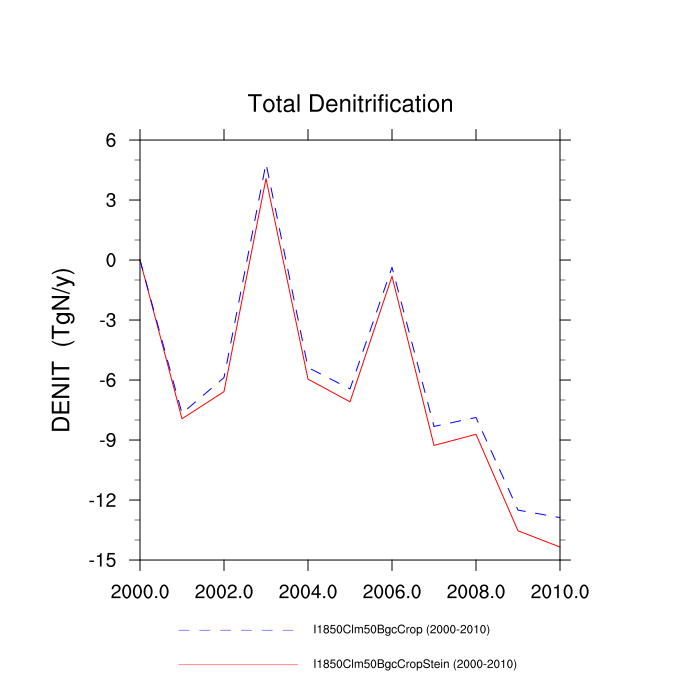 Total Denitrification
6
3
0
-3
-6
-9
-12
-15
DENIT (TgN/y)
2000.0 2002.0 2004.0 2006.0 2008.0 2010.0
I1850Clm50BgcCrop (2000-2010)
I1850Clm50BgcCropStein (2000-2010)